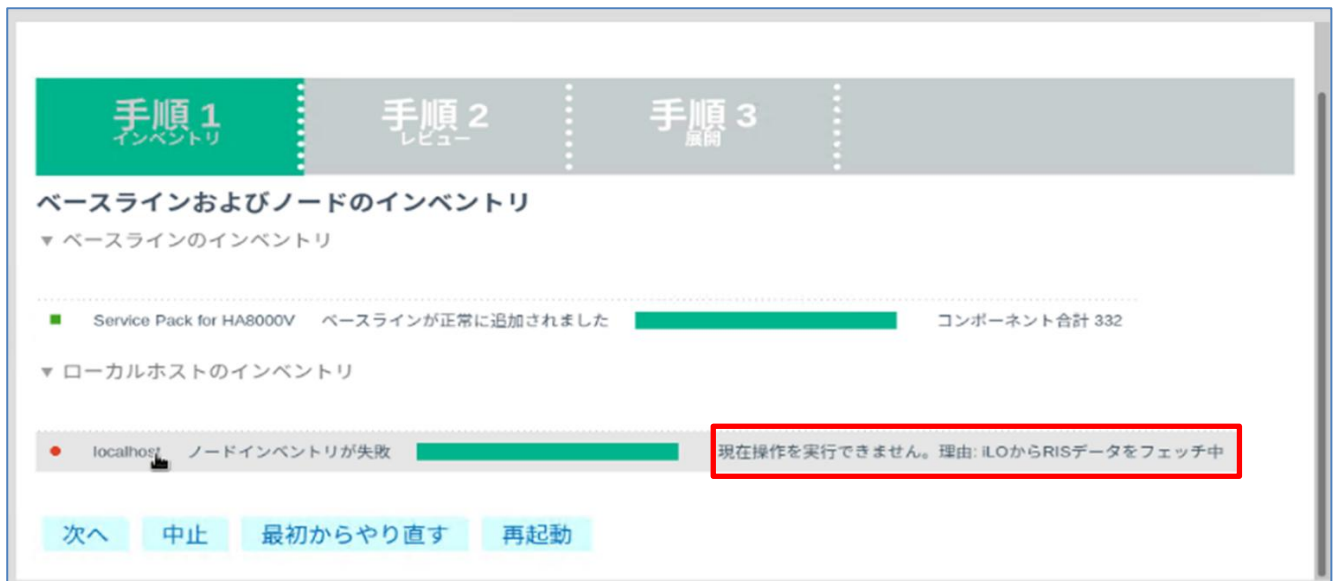 手順 1
インベントリ
手順 2
レビュー
手順 3
展開
ベースラインおよびノードのインベントリ
▼ ベースラインのインベントリ
Service Pack for HA8000V ベースラインが正常に追加されました コンポーネント合計 332
▼ ローカルホストのインベントリ
localhost ノードインベントリが失敗 現在操作を実行できません。理由: iLOからRISデータをフェッチ中
次へ 中止 最初からやり直す 再起動